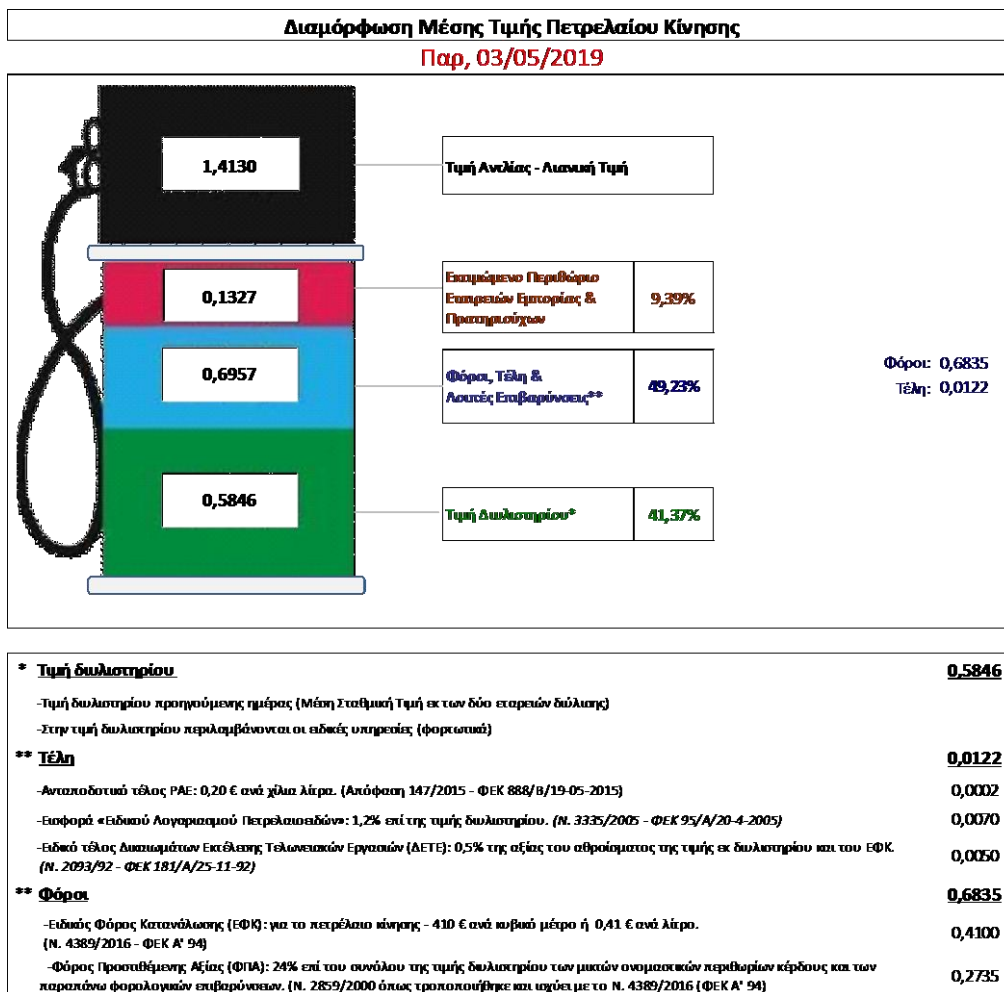 Διαμόρφωση Μέσης Τιμής Πετρελαίου Κίνησης
Παρ, 03/05/2019
1,4130
Τιμή Αντλίας - Λιανική Τιμή
0,1327
Εκτιμώμενο Περιθώριο
Εταιρειών Εμπορίας &
Πρατηριούχων
9,39%
0,6957
Φόροι, Τέλη &
Λοιπές Επιβαρύνσεις**
49,23%
Φόροι: 0,6835
Τέλη: 0,0122
0,5846
Τιμή Διυλιστηρίου*
41,37%
* Τιμή διυλιστηρίου 0,5846
-Τιμή διυλιστηρίου προηγούμενης ημέρας (Μέση Σταθμική Τιμή εκ των δύο εταιρειών διύλισης)
-Στην τιμή διυλιστηρίου περιλαμβάνονται οι ειδικές υπηρεσίες (φορτωτικά)
** Τέλη 0,0122
-Ανταποδοτικό τέλος ΡΑΕ: 0,20 € ανά χίλια λίτρα. (Απόφαση 147/2015 - ΦΕΚ 888/Β/19-05-2015) 0,0002
-Εισφορά «Ειδικού Λογαριασμού Πετρελαιοειδών»: 1,2% επί της τιμής διυλιστηρίου. (Ν. 3335/2005 - ΦΕΚ 95/Α/20-4-2005) 0,0070
-Ειδικό τέλος Δικαιωμάτων Εκτέλεσης Τελωνειακών Εργασιών (ΔΕΤΕ): 0,5% της αξίας του αθροίσματος της τιμής εκ διυλιστηρίου και του ΕΦΚ.
(Ν. 2093/92 - ΦΕΚ 181/Α/25-11-92) 0,0050
** Φόροι 0,6835
-Ειδικός Φόρος Κατανάλωσης (ΕΦΚ): για το πετρέλαιο κίνησης - 410 € ανά κυβικό μέτρο ή 0,41 € ανά λίτρο.
(Ν. 4389/2016 - ΦΕΚ Α' 94) 0,4100
-Φόρος Προστιθέμενης Αξίας (ΦΠΑ): 24% επί του συνόλου της τιμής διυλιστηρίου των μικτών ονομαστικών περιθωρίων κέρδους και των
παραπάνω φορολογικών επιβαρύνσεων. (Ν. 2859/2000 όπως τροποποιήθηκε και ισχύει με το Ν. 4389/2016 (ΦΕΚ Α' 94) 0,2735